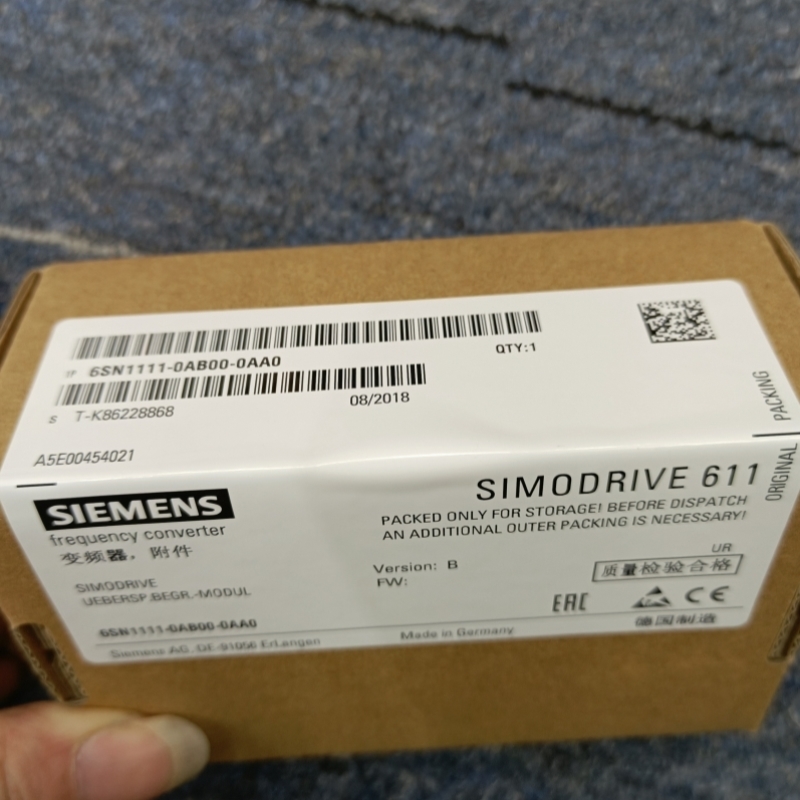 1P 6SN1111-0AB00-0AA0
QTY:1
S T-K86228868
08/2018
A5E00454021
ORIGINAL PACKING
SIEMENS
SIMODRIVE 611
frequency converter
变频器，附件
PACKED ONLY FOR STORAGE! BEFORE DISPATCH
AN ADDITIONAL OUTER PACKING IS NECESSARY!
SIMODRIVE
UEBERSP.BEGR.-MODUL
Version: B
FW:
UR
质量检验合格
EAC
CE
6SN1111-0AB00-0AA0
Made in Germany
德国制造
Siemens AG, DE-91056 Erlangen